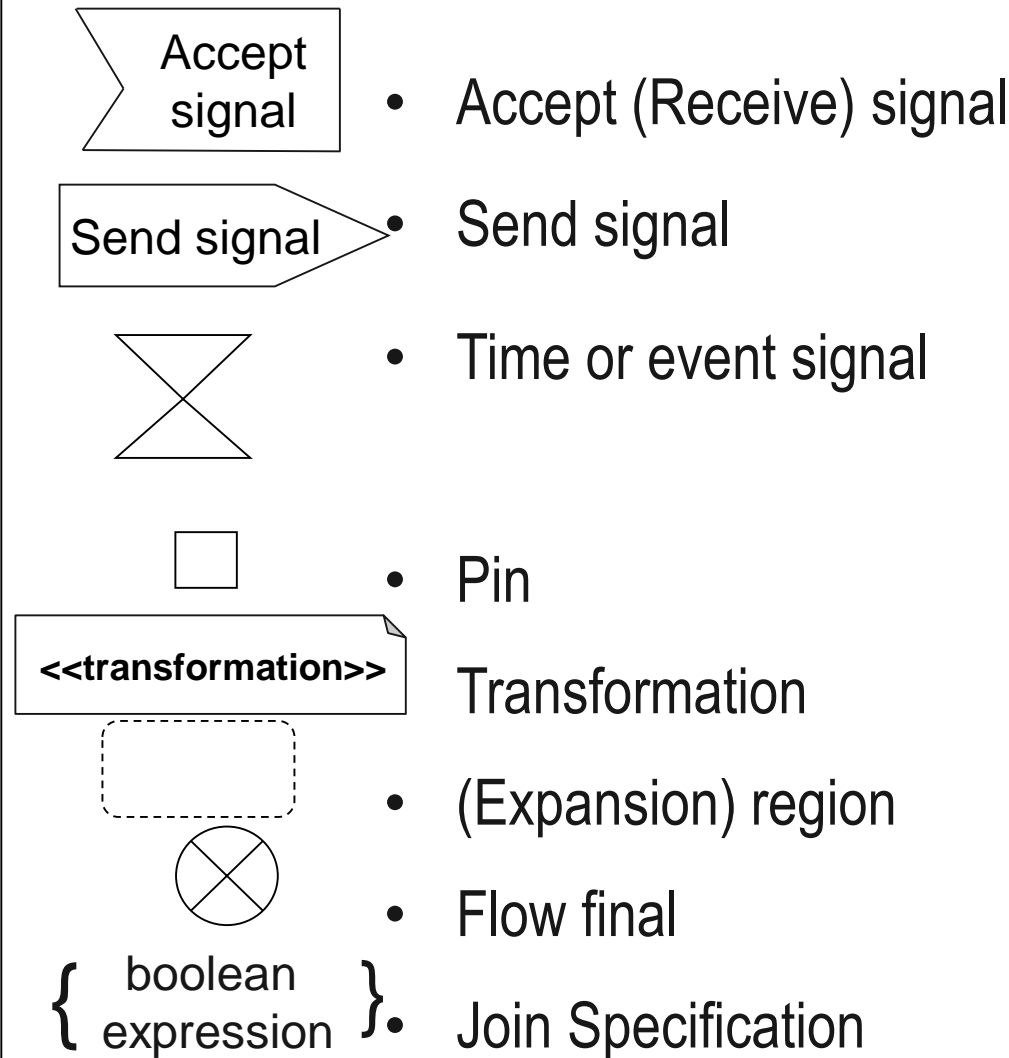 Accept
signal
• Accept (Receive) signal
Send signal
• Send signal
• Time or event signal
• Pin
<<transformation>>
Transformation
• (Expansion) region
• Flow final
{ boolean
expression }
• Join Specification